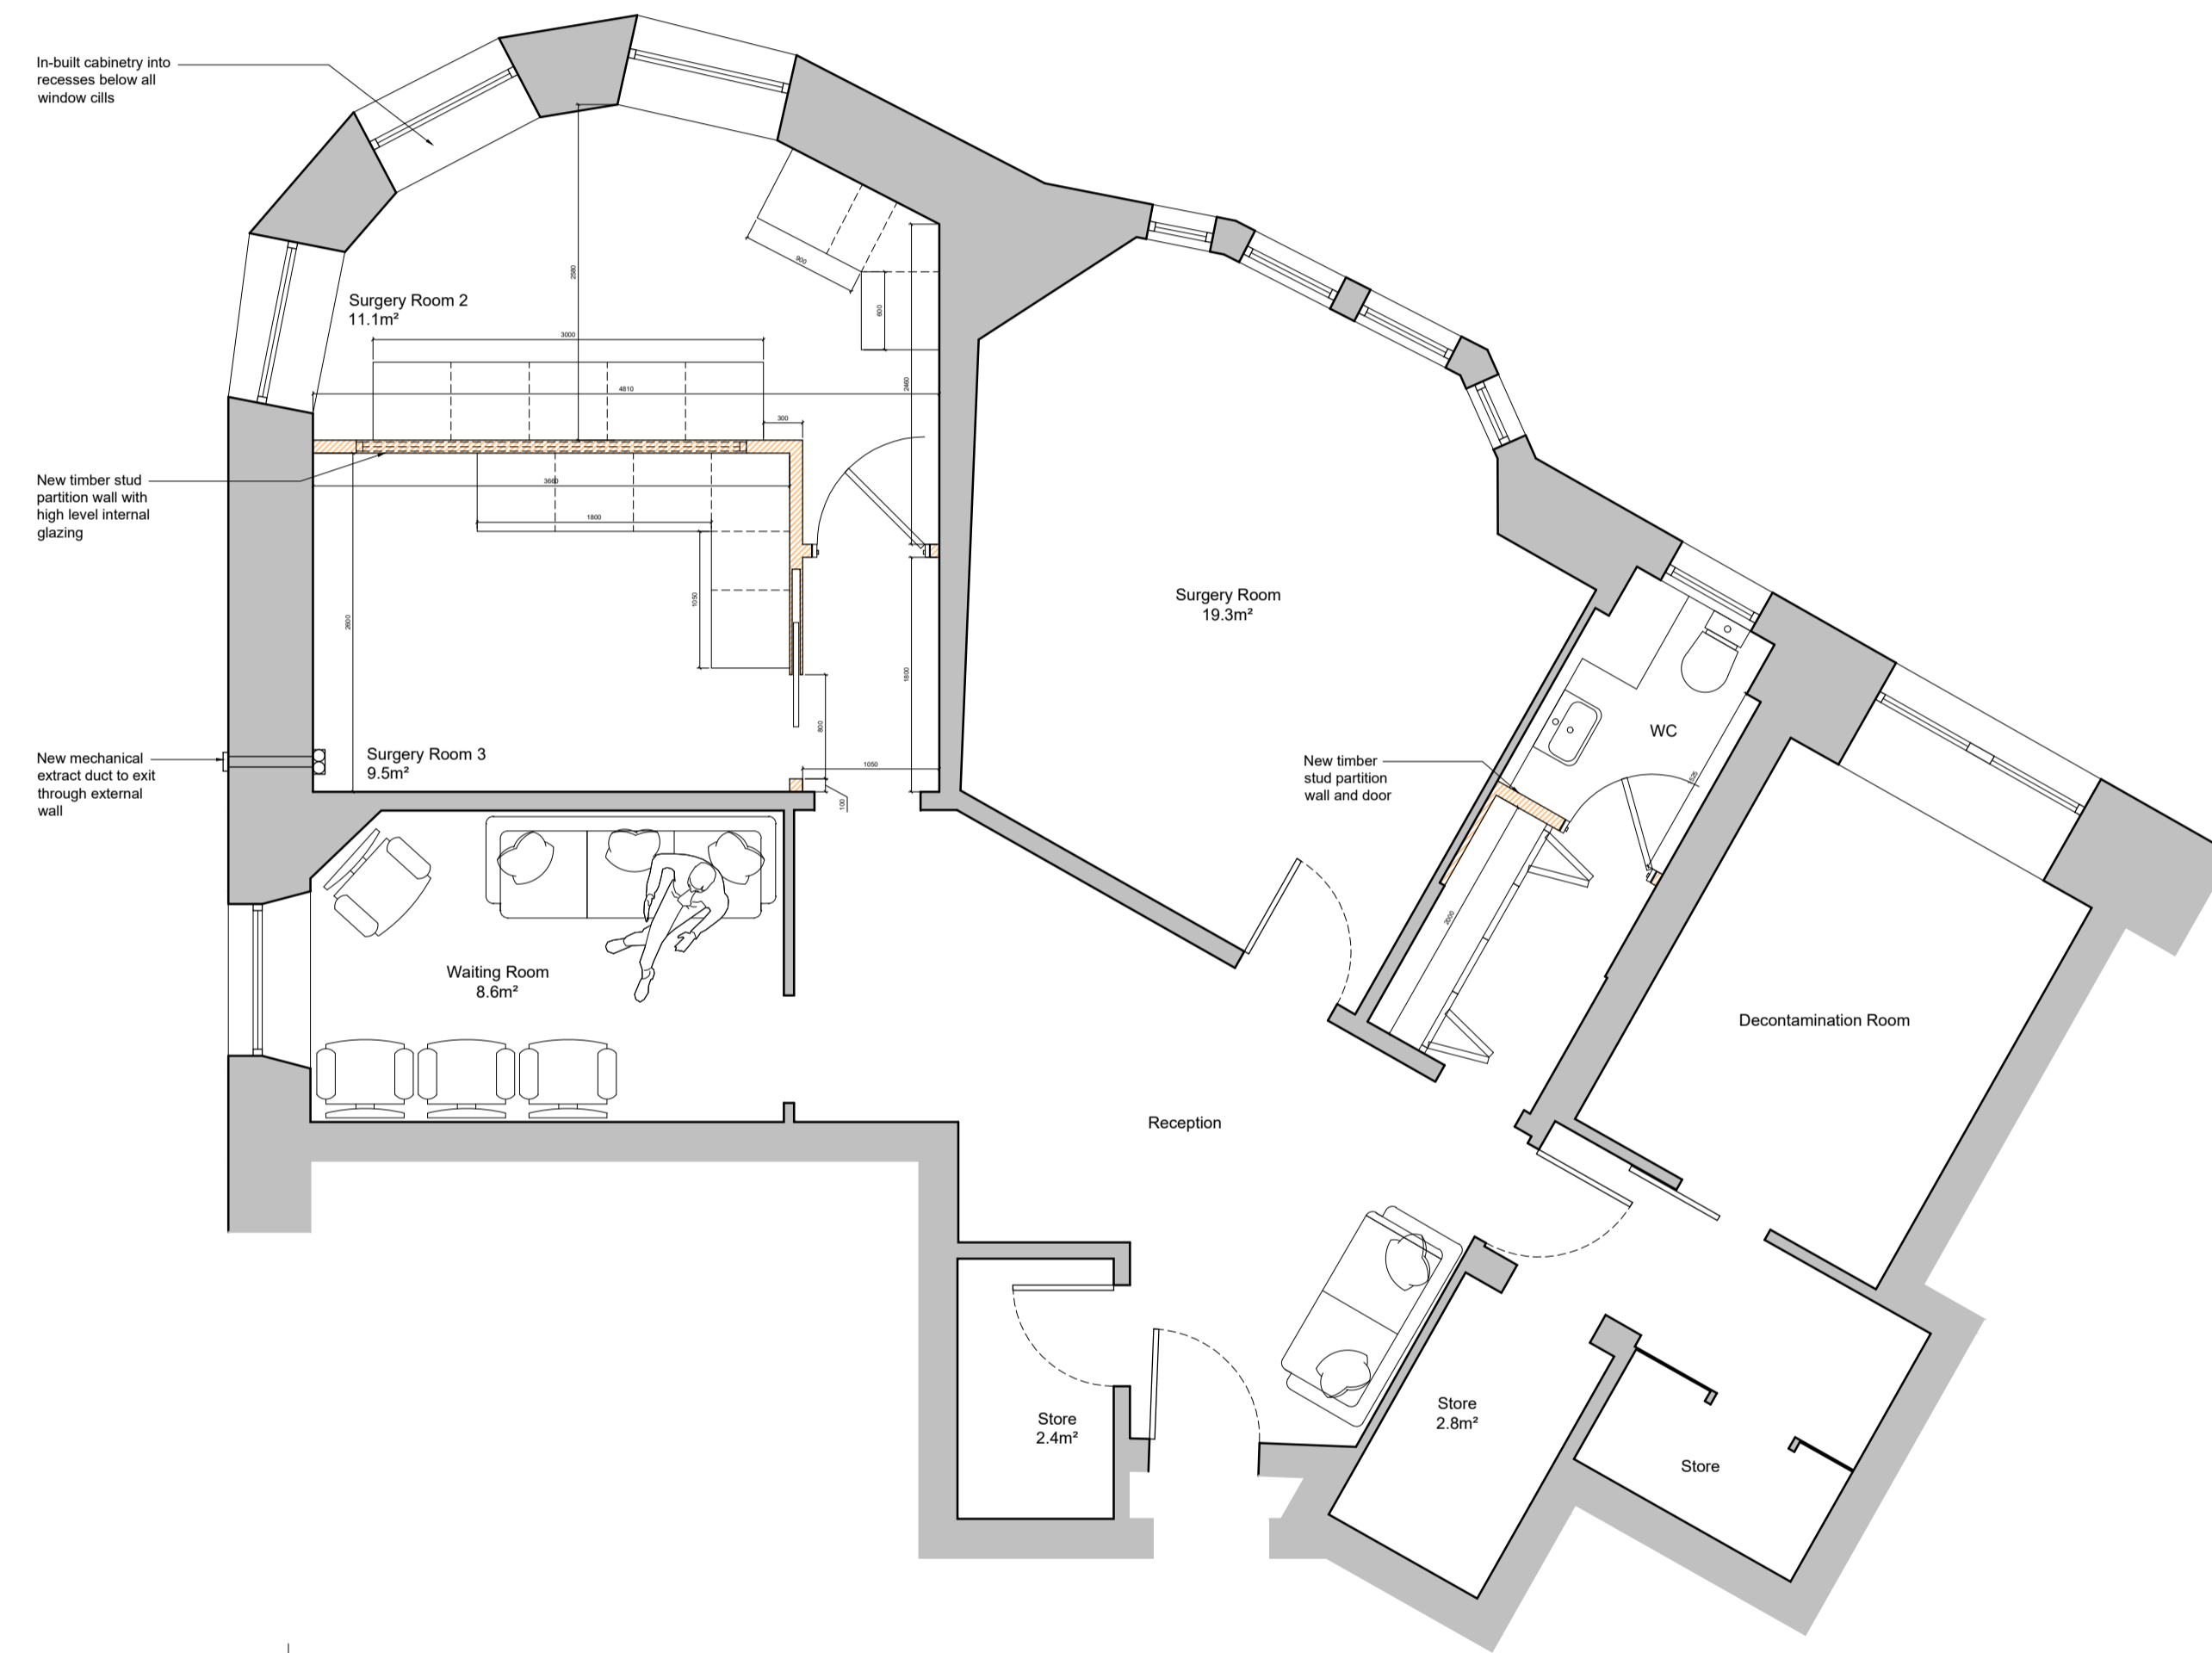 In-built cabinetry into
recesses below all
window cills
2580
900
600
Surgery Room 2
11.1m²
3000
4810
2460
300
New timber stud
partition wall with
high level internal
glazing
3660
1800
1050
2600
Surgery Room
19.3m²
1800
800
WC
New mechanical
extract duct to exit
through external
wall
Surgery Room 3
9.5m²
1050
100
New timber
stud partition
wall and door
1525
2000
Waiting Room
8.6m²
Decontamination Room
Reception
Store
2.4m²
Store
2.8m²
Store